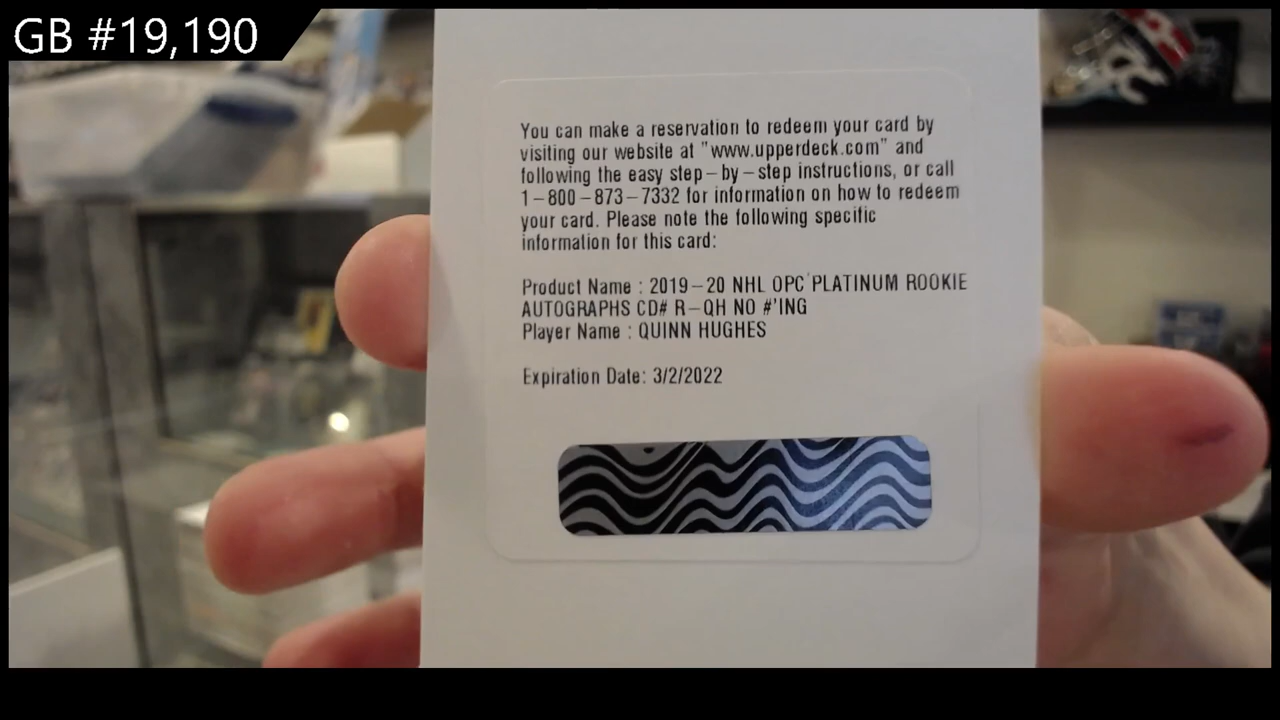 GB #19,190
You can make a reservation to redeem your card by
visiting our website at "www.upperdeck.com" and
following the easy step-by-step instructions, or call
1-800-873-7332 for information on how to redeem
your card. Please note the following specific
information for this card:
Product Name : 2019-20 NHL OPC PLATINUM ROOKIE
AUTOGRAPHS CD# R-QH NO #'ING
Player Name : QUINN HUGHES
Expiration Date: 3/2/2022